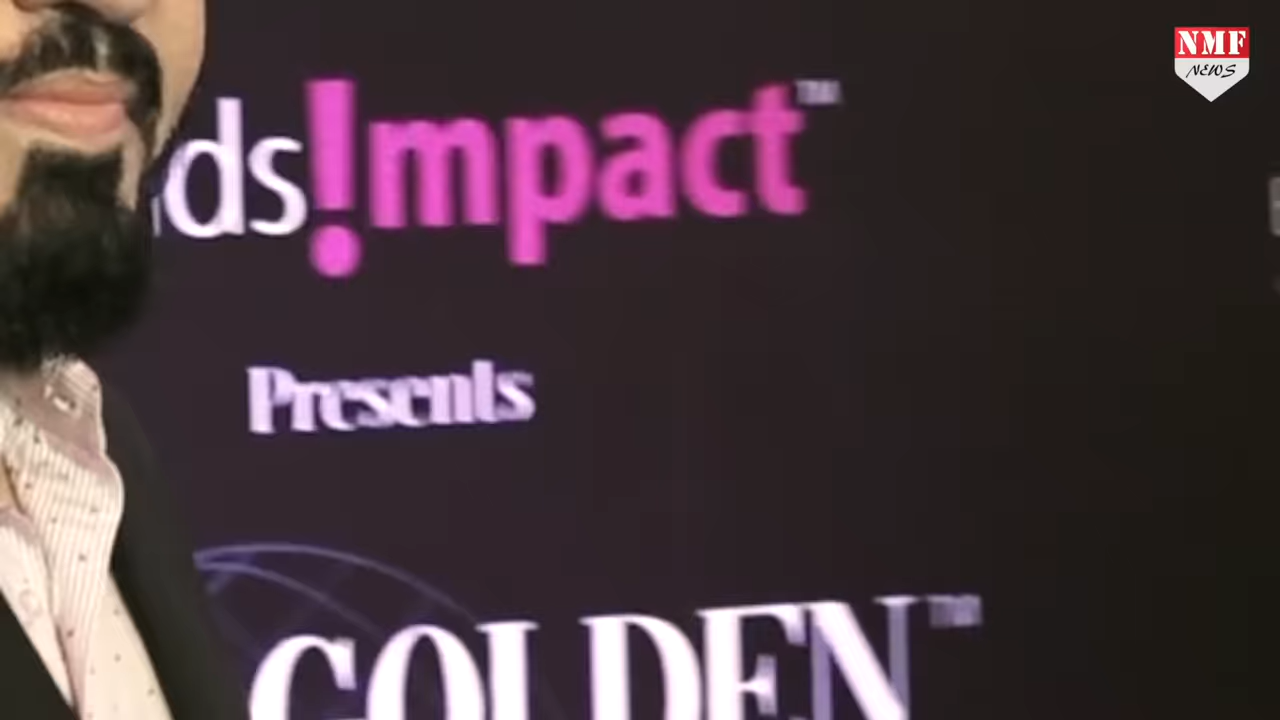 NMF
NEWS
ds!mpact™
Presents
GOLDEN™